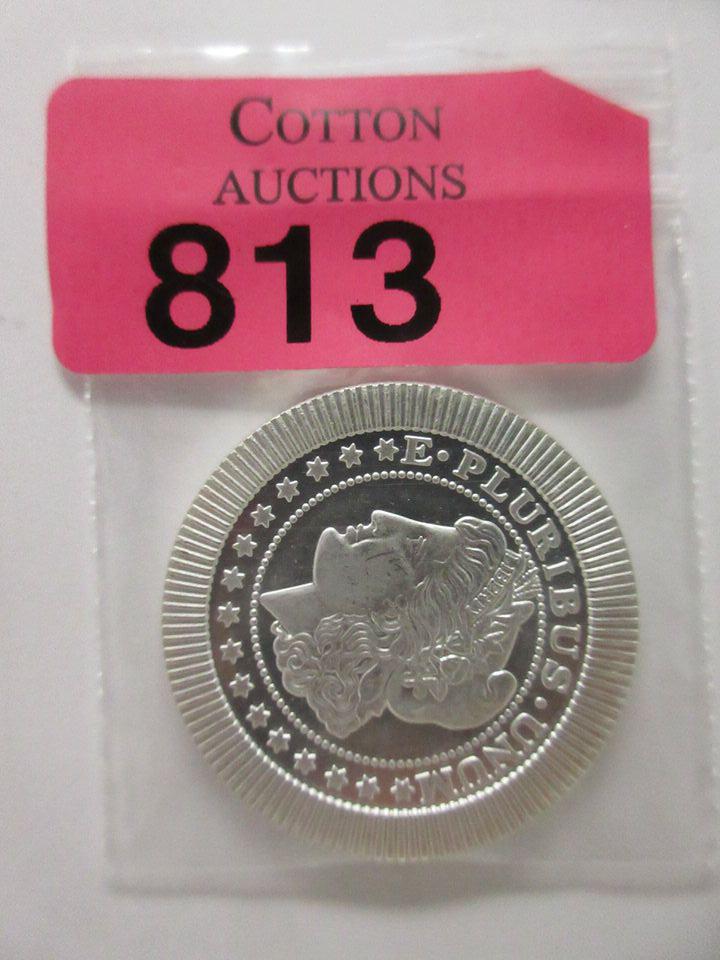 COTTON
AUCTIONS
813
E·PLURIBUS·UNUM
LIBERTY